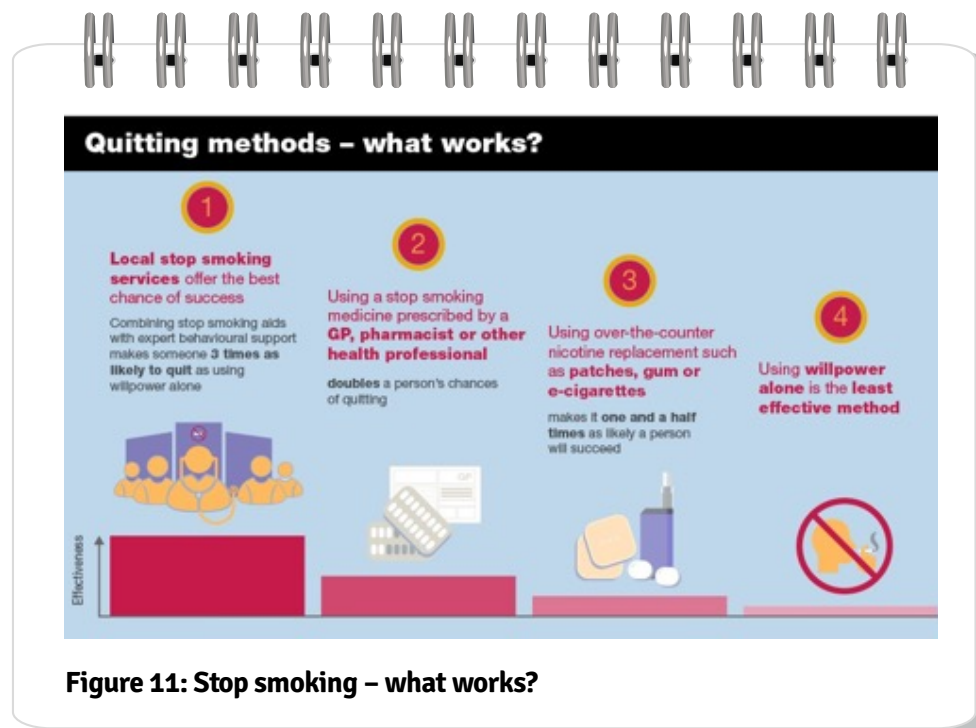 Quitting methods – what works?
1
Local stop smoking
services offer the best
chance of success
Combining stop smoking aids
with expert behavioural support
makes someone 3 times as
likely to quit as using
willpower alone
2
Using a stop smoking
medicine prescribed by a
GP, pharmacist or other
health professional
doubles a person's chances
of quitting
GP
3
Using over-the-counter
nicotine replacement such
as patches, gum or
e-cigarettes
makes it one and a half
times as likely a person
will succeed
4
Using willpower
alone is the least
effective method
Effectiveness
Figure 11: Stop smoking – what works?